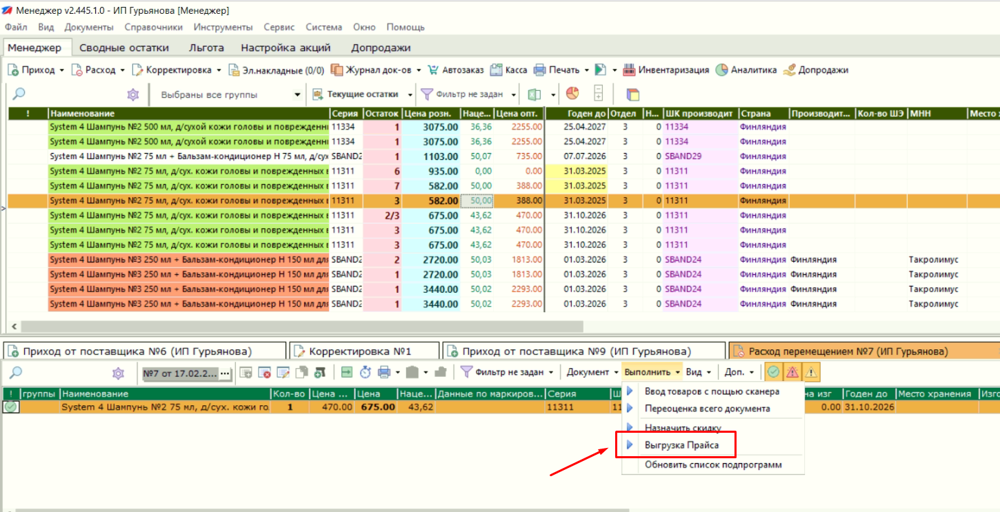 Менеджер v2.445.1.0 - ИП Гурьянова [Менеджер]
Файл Вид Документы Справочники Инструменты Сервис Система Окно Помощь
Менеджер Сводные остатки Льгота Настройка акций Допродажи
Приход Расход Корректировка Эл.накладные (0/0) Журнал док-ов Автозаказ Касса Печать Инвентаризация Аналитика Допродажи
Выбраны все группы Текущие остатки Фильтр не задан
! Наименование Серия Остаток Цена розн. Наце... Цена опт. Годен до Отдел Н... ШК производит Страна Производит... Кол-во ШЭ МНН Место
System 4 Шампунь №2 500 мл, д/сухой кожи головы и поврежденн 11334 1 3075.00 36,36 2255.00 25.04.2027 3 0 11334 Финляндия
System 4 Шампунь №2 500 мл, д/сухой кожи головы и поврежденн 11334 1 3075.00 36,36 2255.00 25.04.2027 3 0 11334 Финляндия
System 4 Шампунь №2 75 мл + Бальзам-кондиционер Н 75 мл, д/сух SBAND2 1 1103.00 50,07 735.00 07.07.2026 3 0 SBAND29 Финляндия
System 4 Шампунь №2 75 мл, д/сух. кожи головы и поврежденных в 11311 6 935.00 0,00 0.00 31.03.2025 3 0 11311 Финляндия
System 4 Шампунь №2 75 мл, д/сух. кожи головы и поврежденных в 11311 7 582.00 50,00 388.00 31.03.2025 3 0 11311 Финляндия
System 4 Шампунь №2 75 мл, д/сух. кожи головы и поврежденных в 11311 3 582.00 50,00 388.00 31.03.2025 3 0 11311 Финляндия
System 4 Шампунь №2 75 мл, д/сух. кожи головы и поврежденных в 11311 2/3 675.00 43,62 470.00 31.10.2026 3 0 11311 Финляндия
System 4 Шампунь №2 75 мл, д/сух. кожи головы и поврежденных в 11311 3 675.00 43,62 470.00 31.10.2026 3 0 11311 Финляндия
System 4 Шампунь №2 75 мл, д/сух. кожи головы и поврежденных в 11311 3 675.00 43,62 470.00 31.10.2026 3 0 11311 Финляндия
System 4 Шампунь №3 250 мл + Бальзам-кондиционер Н 150 мл для SBAND2 2 2720.00 50,03 1813.00 01.03.2026 3 0 SBAND24 Финляндия Финляндия Такролимус
System 4 Шампунь №3 250 мл + Бальзам-кондиционер Н 150 мл для SBAND2 1 2720.00 50,03 1813.00 01.03.2026 3 0 SBAND24 Финляндия Финляндия Такролимус
System 4 Шампунь №3 250 мл + Бальзам-кондиционер Н 150 мл для SBAND2 1 3440.00 50,02 2293.00 01.03.2026 3 0 SBAND24 Финляндия Финляндия Такролимус
System 4 Шампунь №3 250 мл + Бальзам-кондиционер Н 150 мл для SBAND2 1 3440.00 50,02 2293.00 01.03.2026 3 0 SBAND24 Финляндия Финляндия Такролимус
Приход от поставщика №6 (ИП Гурьянова) Корректировка №1 Приход от поставщика №9 (ИП Гурьянова) Расход перемещением №7 (ИП Гурьянова)
№7 от 17.02.2... ... Фильтр не задан Документ Выполнить Вид Доп.
! группы Наименование Кол-во Цена ... Цена Наце... Данные по маркиров... Серия Ш на изг Годен до Место хранения Изго
System 4 Шампунь №2 75 мл, д/сух. кожи го. 1 470.00 675.00 43,62 11311 11 0.00 31.10.2026
Ввод товаров с пощью сканера
Переоценка всего документа
Назначить скидку
Выгрузка Прайса
Обновить список подпрограмм